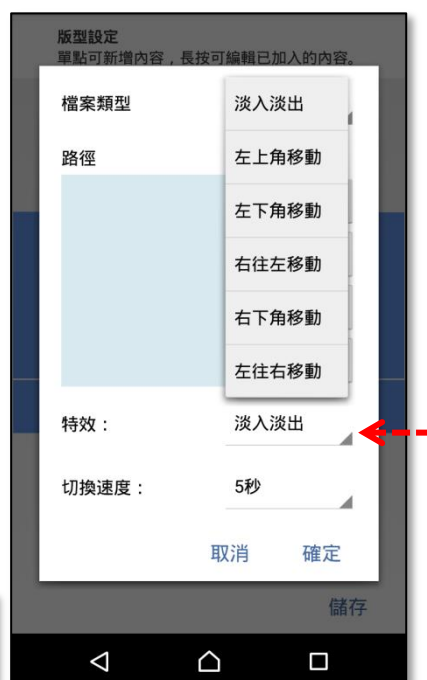 版型設定
單點可新增內容，長按可編輯已加入的內容。
檔案類型
淡入淡出
路徑
左上角移動
左下角移動
右往左移動
右下角移動
左往右移動
特效：
淡入淡出
切換速度：
5秒
取消
確定
儲存